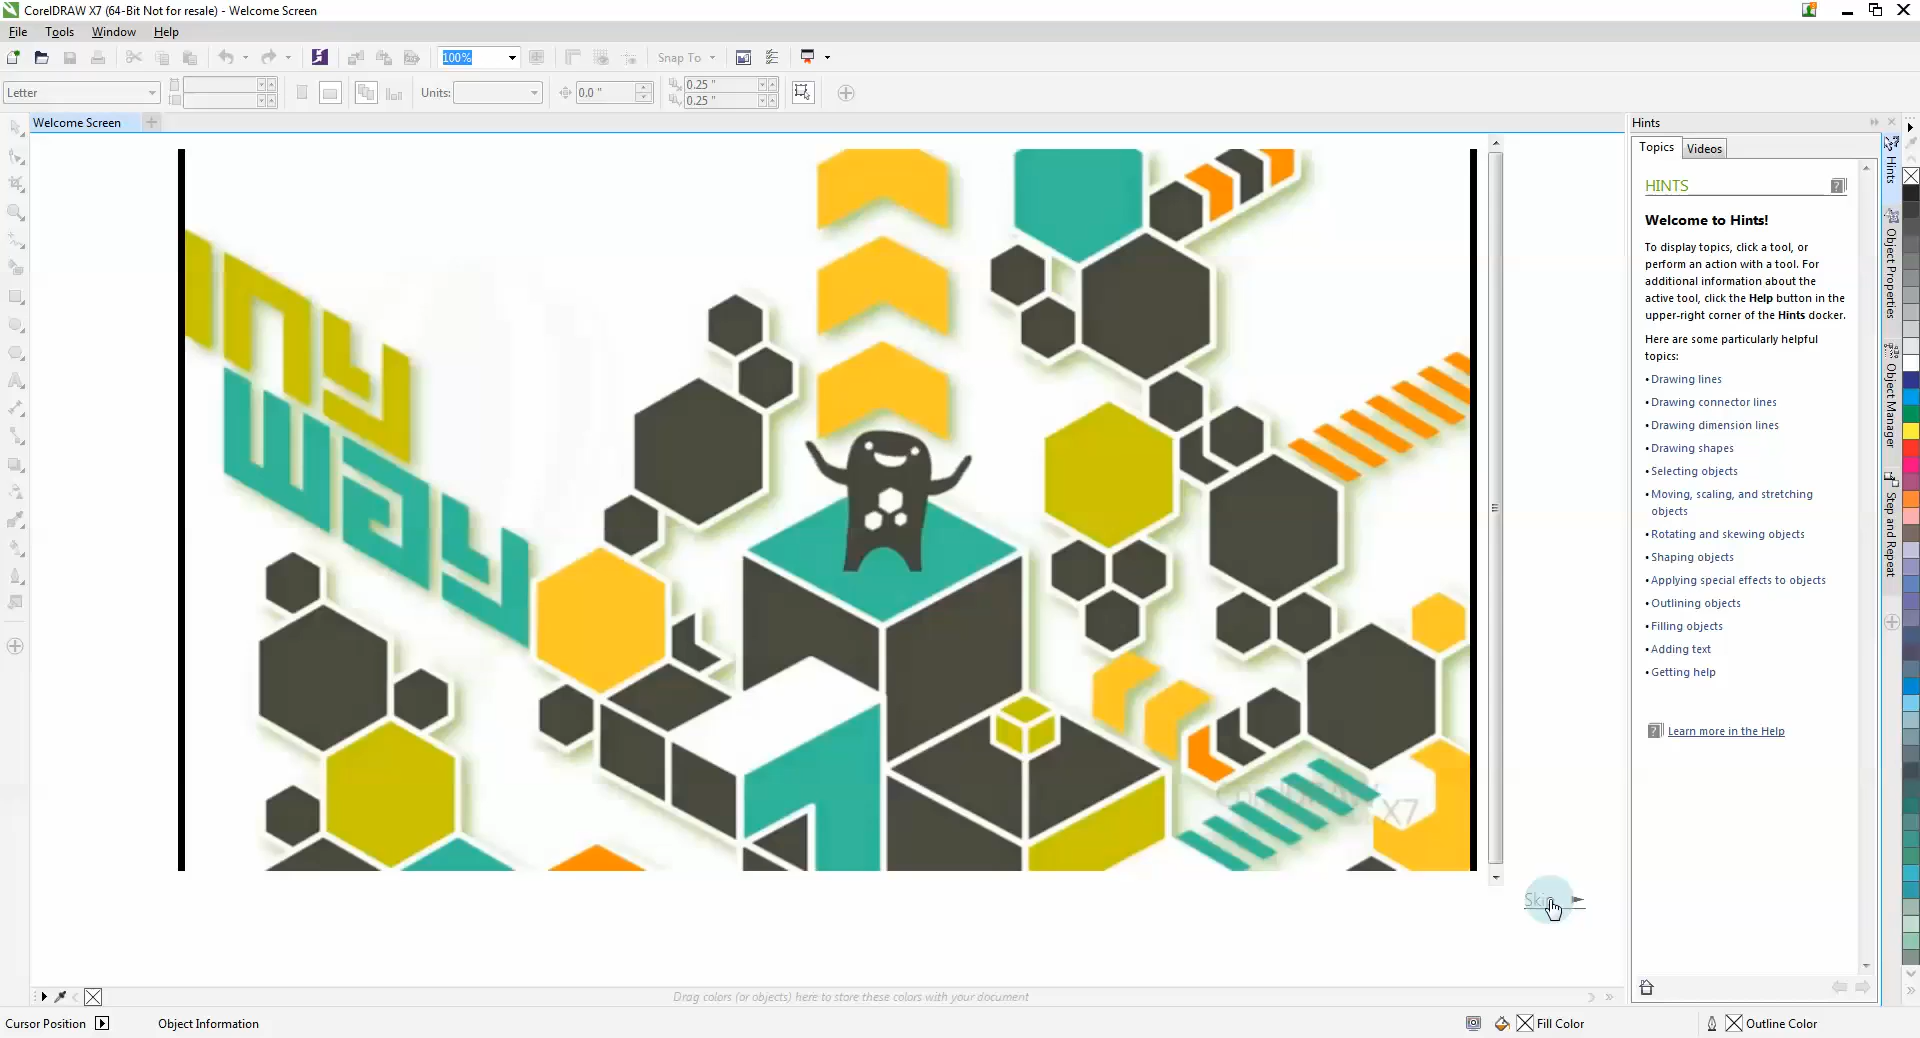 CorelDRAW X7 (64-Bit Not for resale) - Welcome Screen
File Tools Window Help
100% Snap To
Letter Units: 0.0 " 0.25 "
0.25 "
Welcome Screen
any
way
X7
Skip
Hints
Topics Videos
HINTS
Welcome to Hints!
To display topics, click a tool, or
perform an action with a tool. For
additional information about the
active tool, click the Help button in the
upper-right corner of the Hints docker.
Here are some particularly helpful
topics:
• Drawing lines
• Drawing connector lines
• Drawing dimension lines
• Drawing shapes
• Selecting objects
• Moving, scaling, and stretching
objects
• Rotating and skewing objects
• Shaping objects
• Applying special effects to objects
• Outlining objects
• Filling objects
• Adding text
• Getting help
Learn more in the Help
Hints
Object Properties
Object Manager
Step and Repeat
Drag colors (or objects) here to store these colors with your document
Cursor Position Object Information Fill Color Outline Color